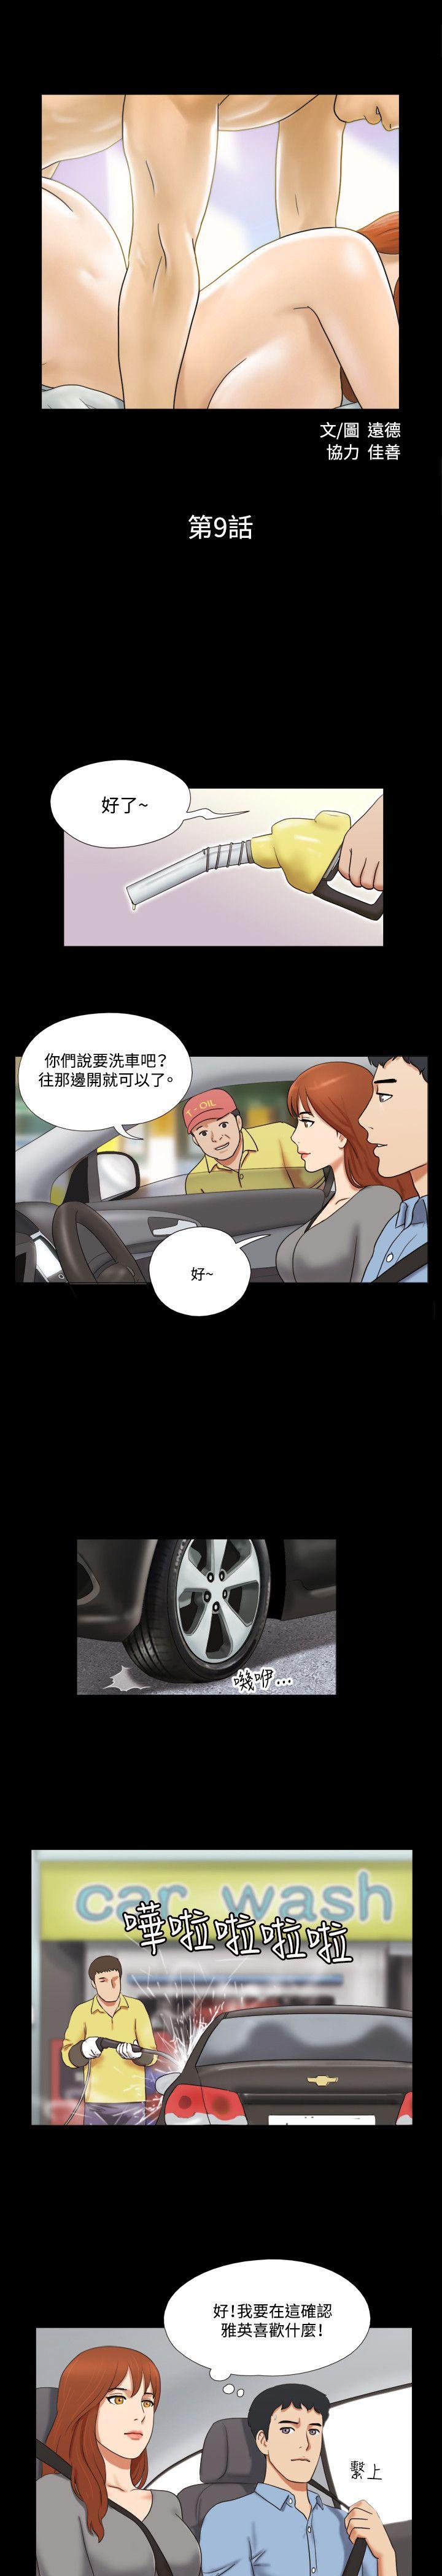 文/圖 遠德
協力 佳善
第9話
好了~
你們說要洗車吧?
往那邊開就可以了。
T-OIL
好~
嘰咿...
car wash
嘩啦啦啦啦
好!我要在這確認
雅英喜歡什麼!
繫上